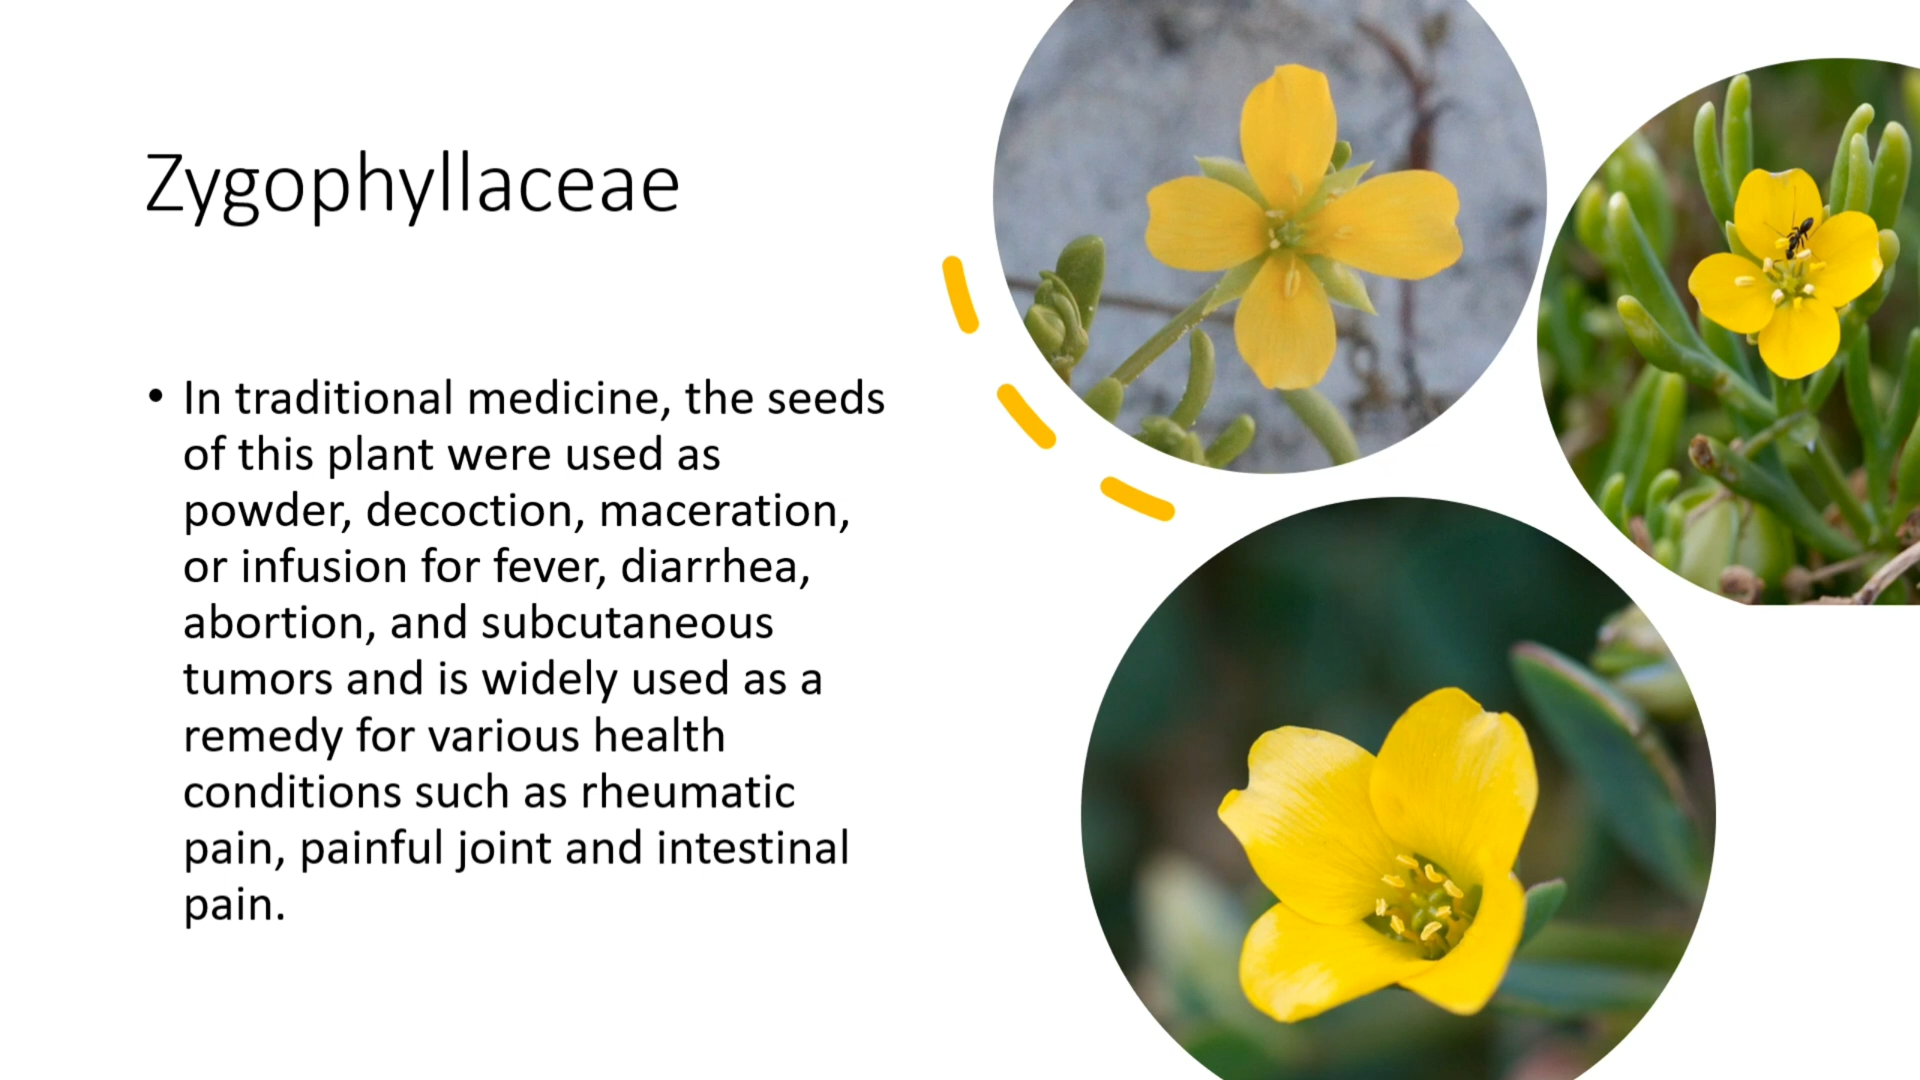 Zygophyllaceae
• In traditional medicine, the seeds
of this plant were used as
powder, decoction, maceration,
or infusion for fever, diarrhea,
abortion, and subcutaneous
tumors and is widely used as a
remedy for various health
conditions such as rheumatic
pain, painful joint and intestinal
pain.